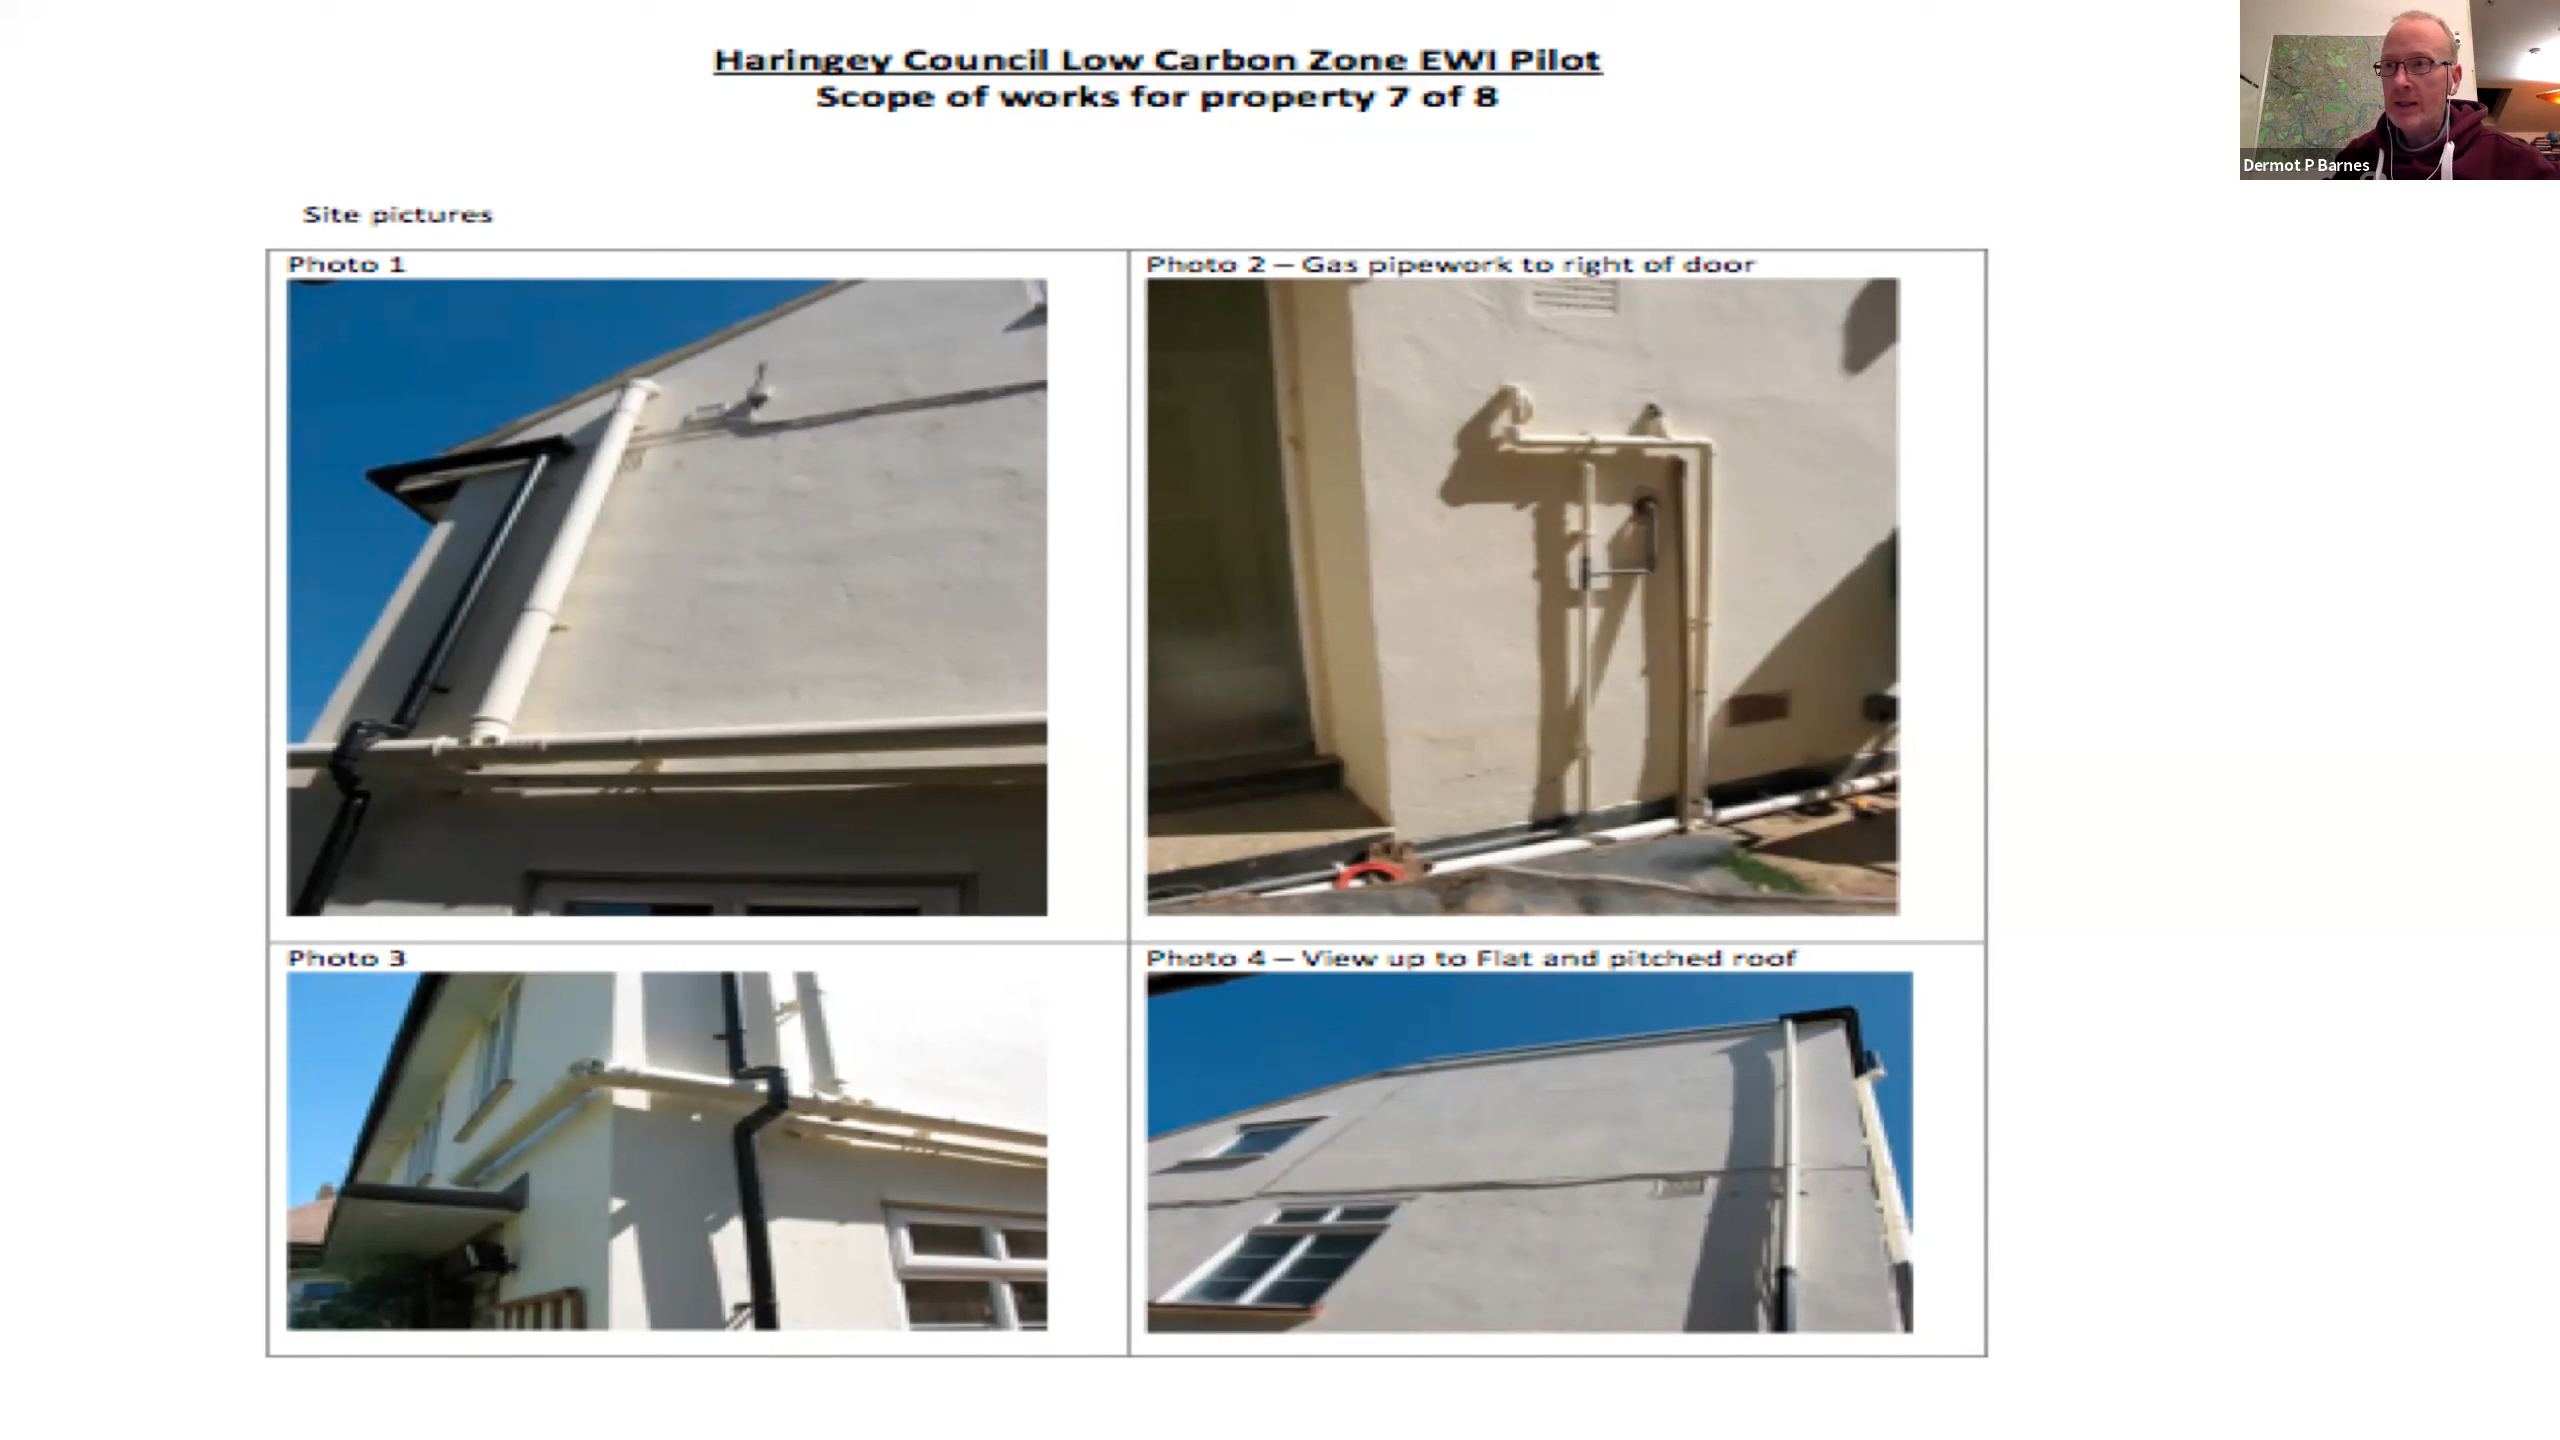 Haringey Council Low Carbon Zone EWI Pilot
Scope of works for property 7 of 8
Dermot P Barnes
Site pictures
Photo 1
Photo 2 – Gas pipework to right of door
Photo 3
Photo 4 – View up to Flat and pitched roof